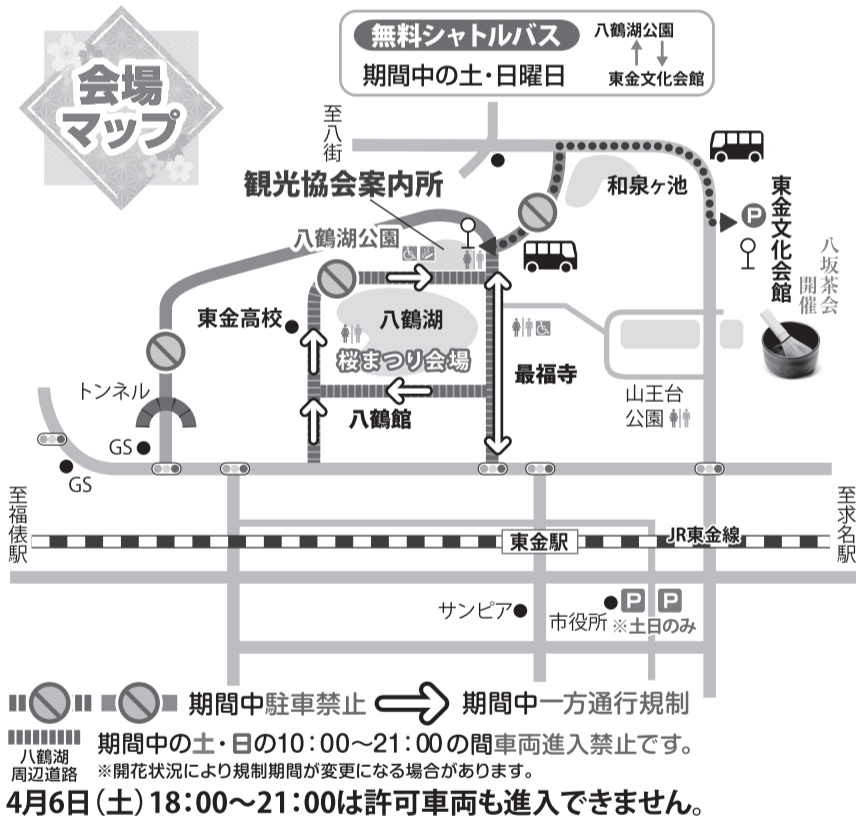 会場
マップ
無料シャトルバス
期間中の土・日曜日
八鶴湖公園
東金文化会館
至八街
観光協会案内所
和泉ヶ池
P
東金文化会館
八坂茶会
開催
八鶴湖公園
東金高校
八鶴湖
桜まつり会場
最福寺
トンネル
八鶴館
山王台
公園
GS
GS
至福俵駅
至求名駅
東金駅
JR東金線
サンピア
市役所
P P
※土日のみ
期間中駐車禁止
期間中一方通行規制
八鶴湖
周辺道路
期間中の土・日の10：00～21：00の間車両進入禁止です。
※開花状況により規制期間が変更になる場合があります。
4月6日（土）18：00～21：00は許可車両も進入できません。